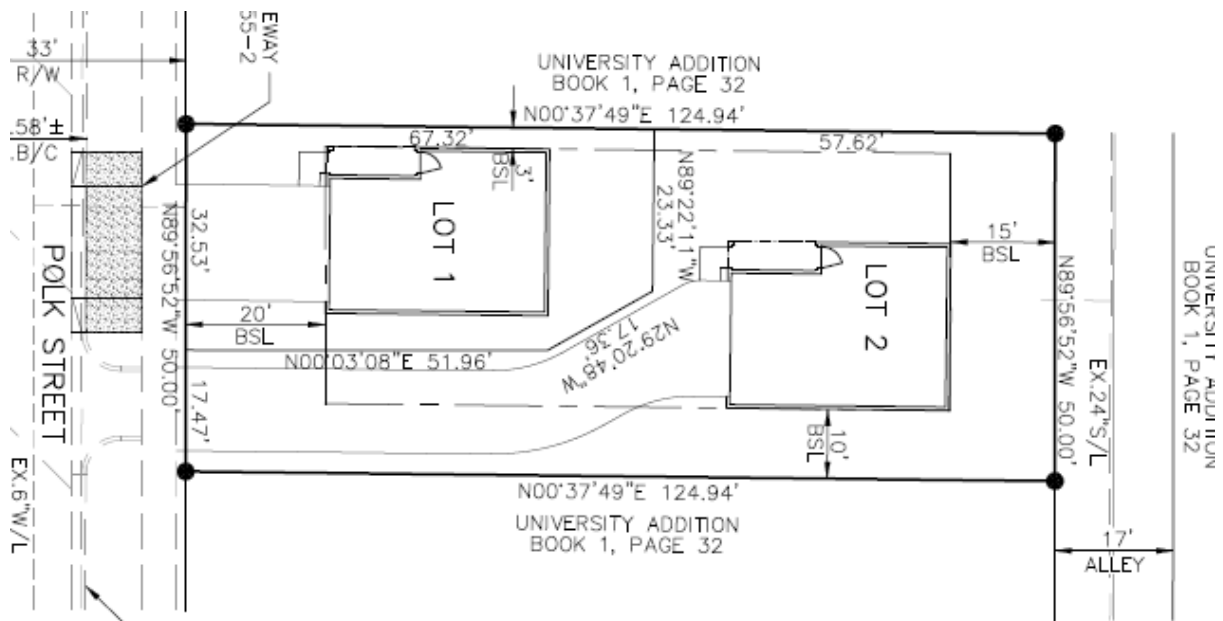 33'
R/W
EWAY
55-2
.58'±
.B/C
UNIVERSITY ADDITION
BOOK 1, PAGE 32
N00°37'49"E 124.94'
67.32'
57.62'
3'
BSL
LOT 1
N89°22'11"W
23.33'
32.53'
N89°56'52"W 50.00'
17.47'
POLK STREET
20'
BSL
N00°03'08"E 51.96'
N29°20'48"W
17.36'
LOT 2
15'
BSL
10'
BSL
N89°56'52"W 50.00'
EX.24"S/L
UNIVERSITY ADDITION
BOOK 1, PAGE 32
EX.6"W/L
N00°37'49"E 124.94'
UNIVERSITY ADDITION
BOOK 1, PAGE 32
17'
ALLEY